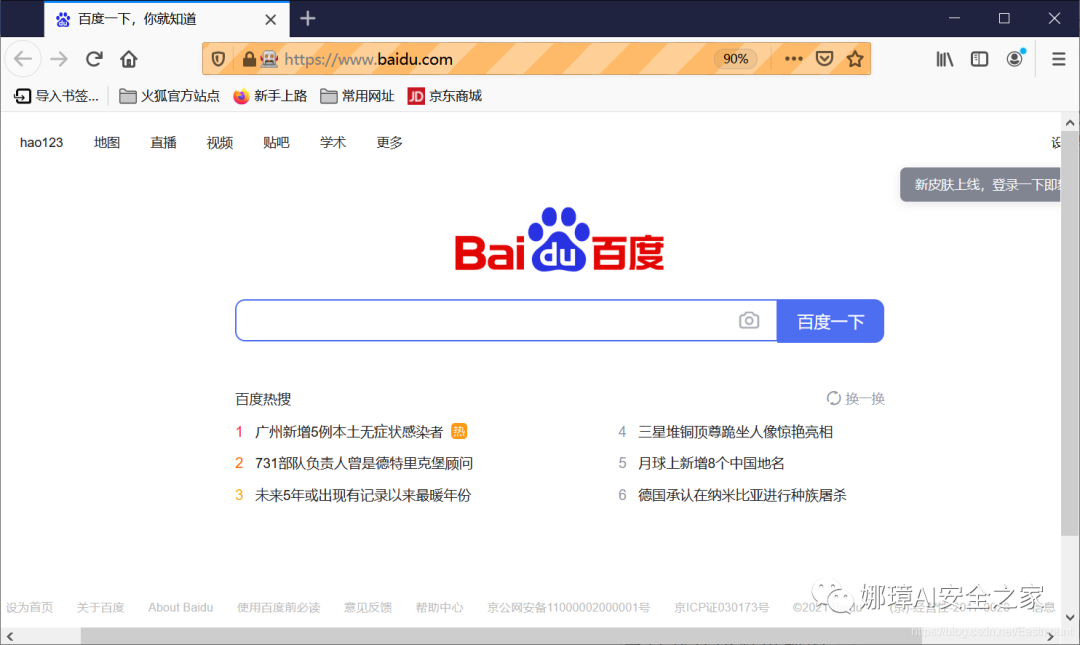 百度一下，你就知道
https://www.baidu.com 90%
导入书签... 火狐官方站点 新手上路 常用网址 JD 京东商城
hao123 地图 直播 视频 贴吧 学术 更多
新皮肤上线，登录一下即
Bai du 百度
百度一下
百度热搜 换一换
1 广州新增5例本土无症状感染者 热
4 三星堆铜顶尊跪坐人像惊艳亮相
2 731部队负责人曾是德特里克堡顾问
5 月球上新增8个中国地名
3 未来5年或出现有记录以来最暖年份
6 德国承认在纳米比亚进行种族屠杀
设为首页 关于百度 About Baidu 使用百度前必读 意见反馈 帮助中心 京公网安备11000002000001号 京ICP证030173号 ©2021 信息
娜璋AI安全之家
https://blog.csdn.net/Eastmount